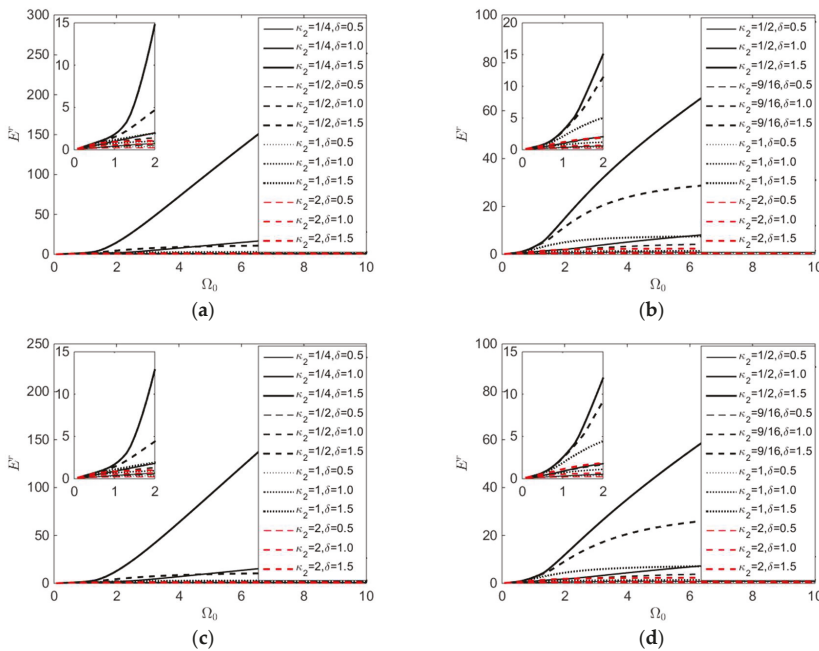 300
250
200
150
100
50
0
E^r
15
10
5
0
0 1 2
κ2=1/4,δ=0.5
κ2=1/4,δ=1.0
κ2=1/4,δ=1.5
κ2=1/2,δ=0.5
κ2=1/2,δ=1.0
κ2=1/2,δ=1.5
κ2=1,δ=0.5
κ2=1,δ=1.0
κ2=1,δ=1.5
κ2=2,δ=0.5
κ2=2,δ=1.0
κ2=2,δ=1.5
0 2 4 6 8 10
Ω0
(a)
100
80
60
40
20
0
E^r
20
15
10
5
0
0 1 2
κ2=1/2,δ=0.5
κ2=1/2,δ=1.0
κ2=1/2,δ=1.5
κ2=9/16,δ=0.5
κ2=9/16,δ=1.0
κ2=9/16,δ=1.5
κ2=1,δ=0.5
κ2=1,δ=1.0
κ2=1,δ=1.5
κ2=2,δ=0.5
κ2=2,δ=1.0
κ2=2,δ=1.5
0 2 4 6 8 10
Ω0
(b)
250
200
150
100
50
0
E^r
15
10
5
0
0 1 2
κ2=1/4,δ=0.5
κ2=1/4,δ=1.0
κ2=1/4,δ=1.5
κ2=1/2,δ=0.5
κ2=1/2,δ=1.0
κ2=1/2,δ=1.5
κ2=1,δ=0.5
κ2=1,δ=1.0
κ2=1,δ=1.5
κ2=2,δ=0.5
κ2=2,δ=1.0
κ2=2,δ=1.5
0 2 4 6 8 10
Ω0
(c)
100
80
60
40
20
0
E^r
15
10
5
0
0 1 2
κ2=1/2,δ=0.5
κ2=1/2,δ=1.0
κ2=1/2,δ=1.5
κ2=9/16,δ=0.5
κ2=9/16,δ=1.0
κ2=9/16,δ=1.5
κ2=1,δ=0.5
κ2=1,δ=1.0
κ2=1,δ=1.5
κ2=2,δ=0.5
κ2=2,δ=1.0
κ2=2,δ=1.5
0 2 4 6 8 10
Ω0
(d)